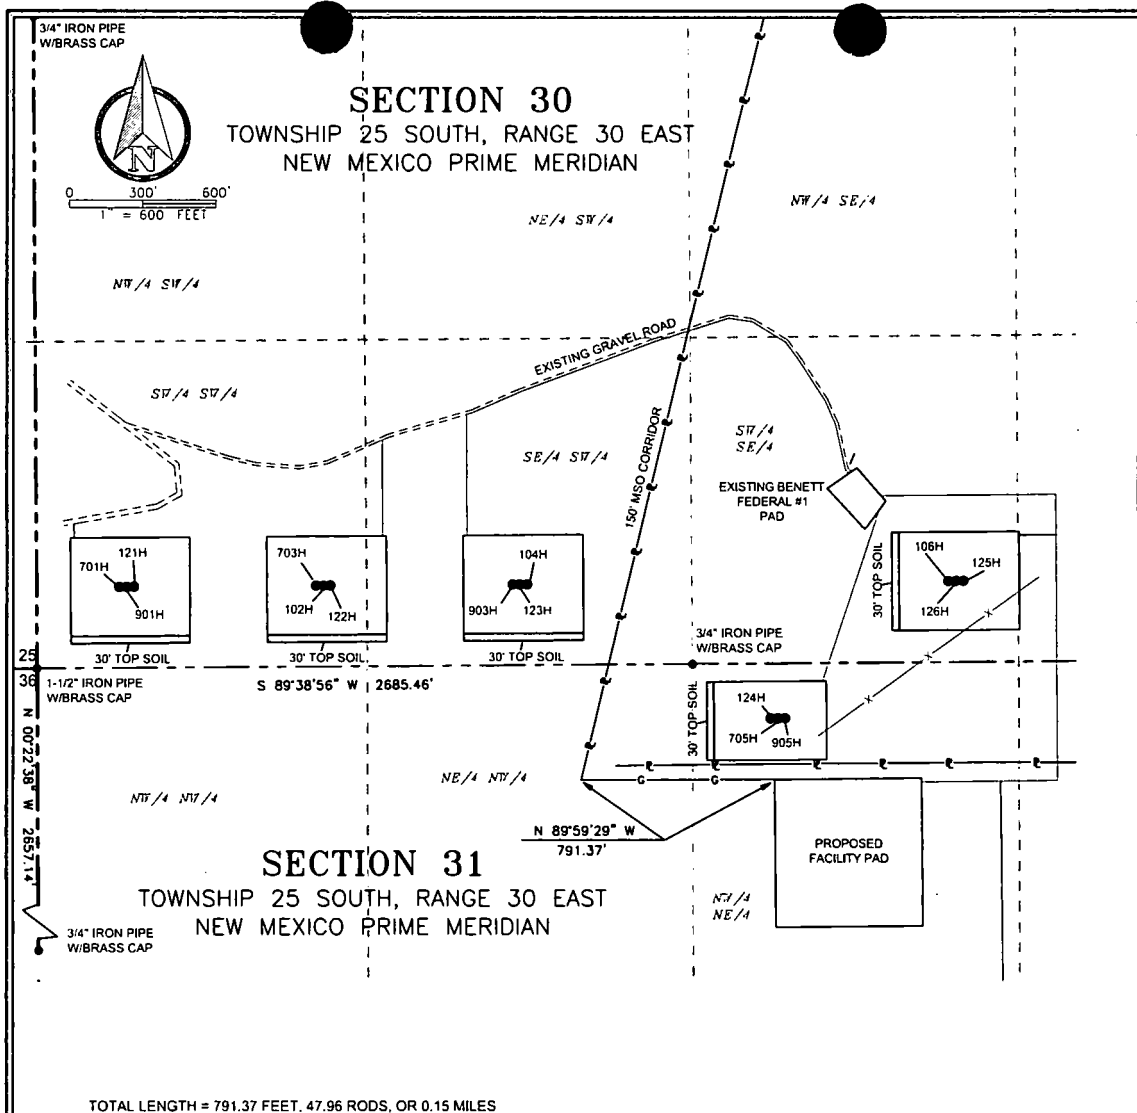 3/4" IRON PIPE
W/BRASS CAP
SECTION 30
TOWNSHIP 25 SOUTH, RANGE 30 EAST
NEW MEXICO PRIME MERIDIAN
N
0 300' 600'
1" = 600 FEET
NE/4 SW/4
NW/4 SE/4
NW/4 SW/4
EXISTING GRAVEL ROAD
SW/4 SW/4
SE/4 SW/4
150' MSO CORRIDOR
SW/4
SE/4
EXISTING BENETT
FEDERAL #1
PAD
701H
121H
901H
703H
102H
122H
104H
903H
123H
106H
125H
126H
30' TOP SOIL
30' TOP SOIL
30' TOP SOIL
30' TOP SOIL
3/4" IRON PIPE
W/BRASS CAP
25
36
1-1/2" IRON PIPE
W/BRASS CAP
S 89°38'56" W 2685.46'
N 00°22'38" W 2657.14'
30' TOP SOIL
124H
705H
905H
G G
NW/4 NW/4
NE/4 NW/4
N 89°59'29" W
791.37'
PROPOSED
FACILITY PAD
SECTION 31
TOWNSHIP 25 SOUTH, RANGE 30 EAST
NEW MEXICO PRIME MERIDIAN
NW/4
NE/4
3/4" IRON PIPE
W/BRASS CAP
TOTAL LENGTH = 791.37 FEET, 47.96 RODS, OR 0.15 MILES